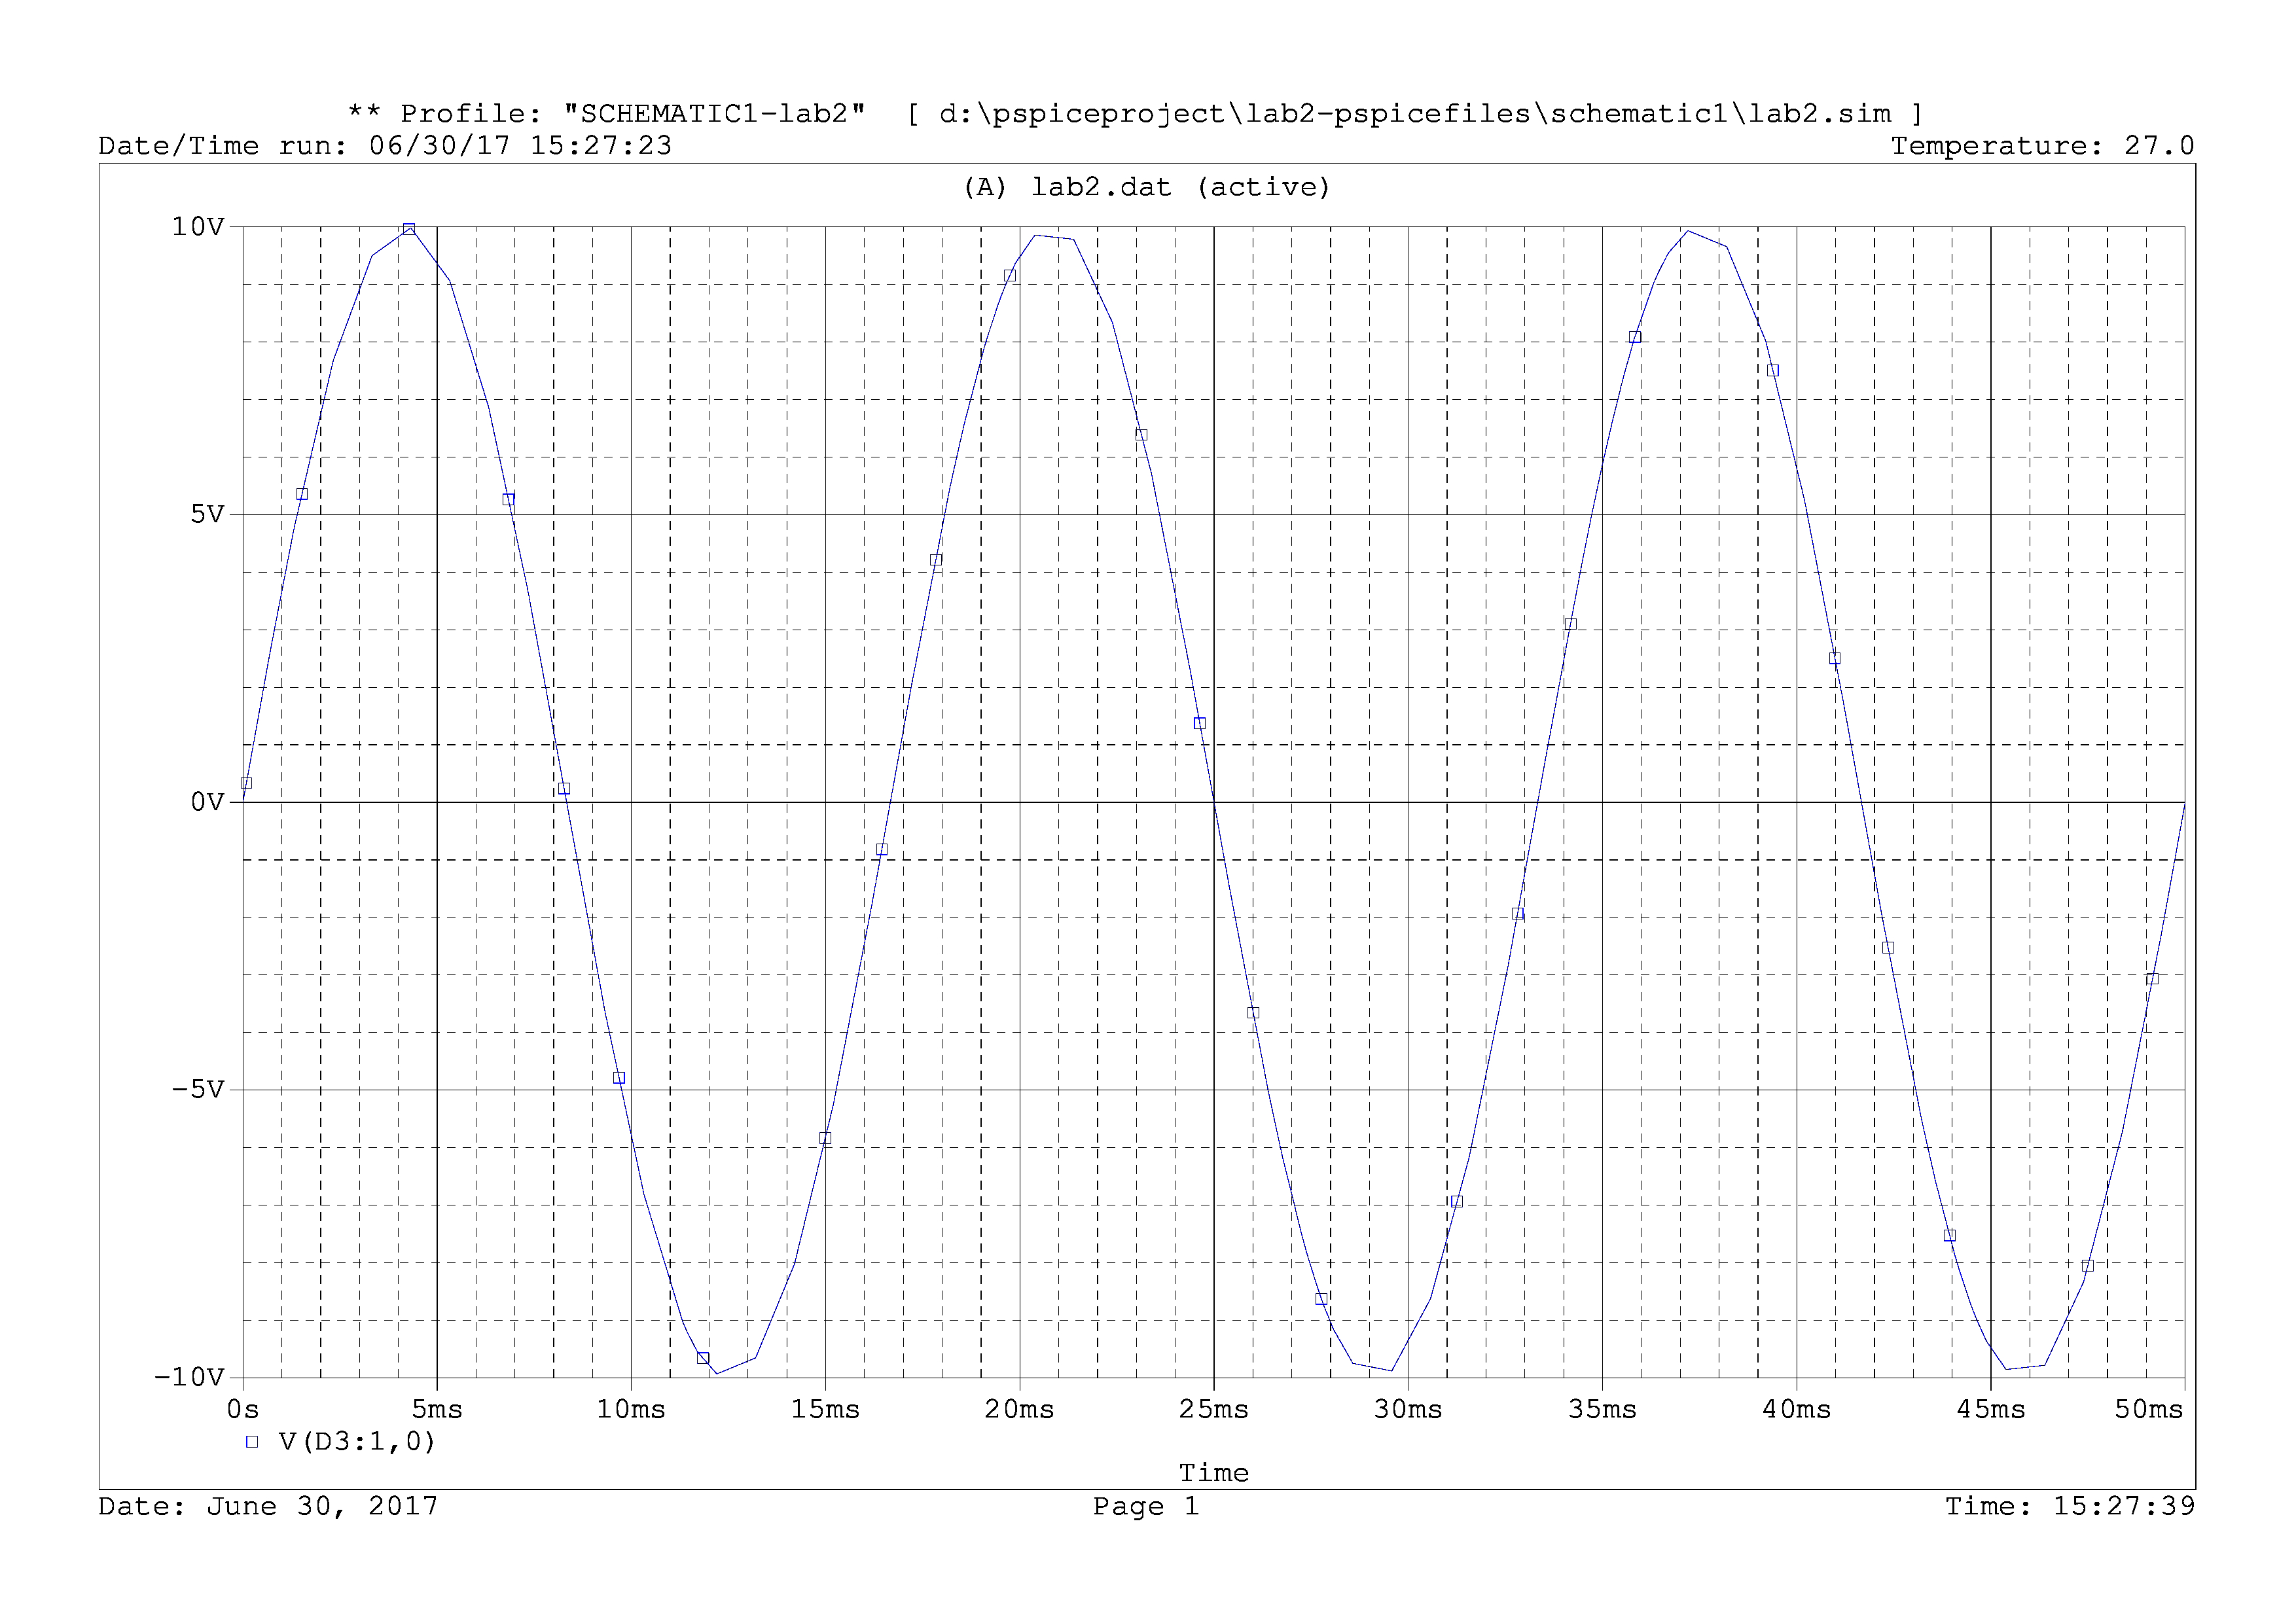 ** Profile: "SCHEMATIC1-lab2"  [ d:\pspiceproject\lab2-pspicefiles\schematic1\lab2.sim ]
Date/Time run: 06/30/17 15:27:23 Temperature: 27.0
(A) lab2.dat (active)
10V
5V
0V
-5V
-10V
0s 5ms 10ms 15ms 20ms 25ms 30ms 35ms 40ms 45ms 50ms
V(D3:1,0)
Time
Date: June 30, 2017 Page 1 Time: 15:27:39